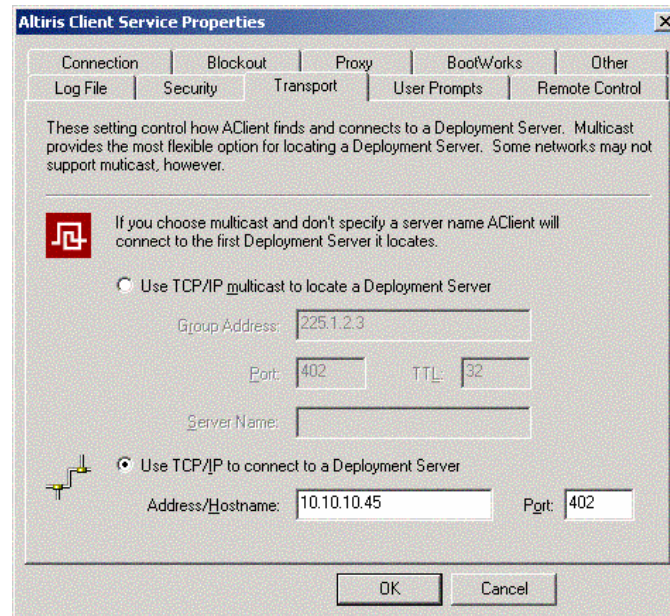 Altiris Client Service Properties
Connection Blockout Proxy BootWorks Other
Log File Security Transport User Prompts Remote Control
These setting control how AClient finds and connects to a Deployment Server. Multicast
provides the most flexible option for locating a Deployment Server. Some networks may not
support muticast, however.
If you choose multicast and don't specify a server name AClient will
connect to the first Deployment Server it locates.
Use TCP/IP multicast to locate a Deployment Server
Group Address: 225.1.2.3
Port: 402 TTL: 32
Server Name:
Use TCP/IP to connect to a Deployment Server
Address/Hostname: 10.10.10.45 Port: 402
OK Cancel